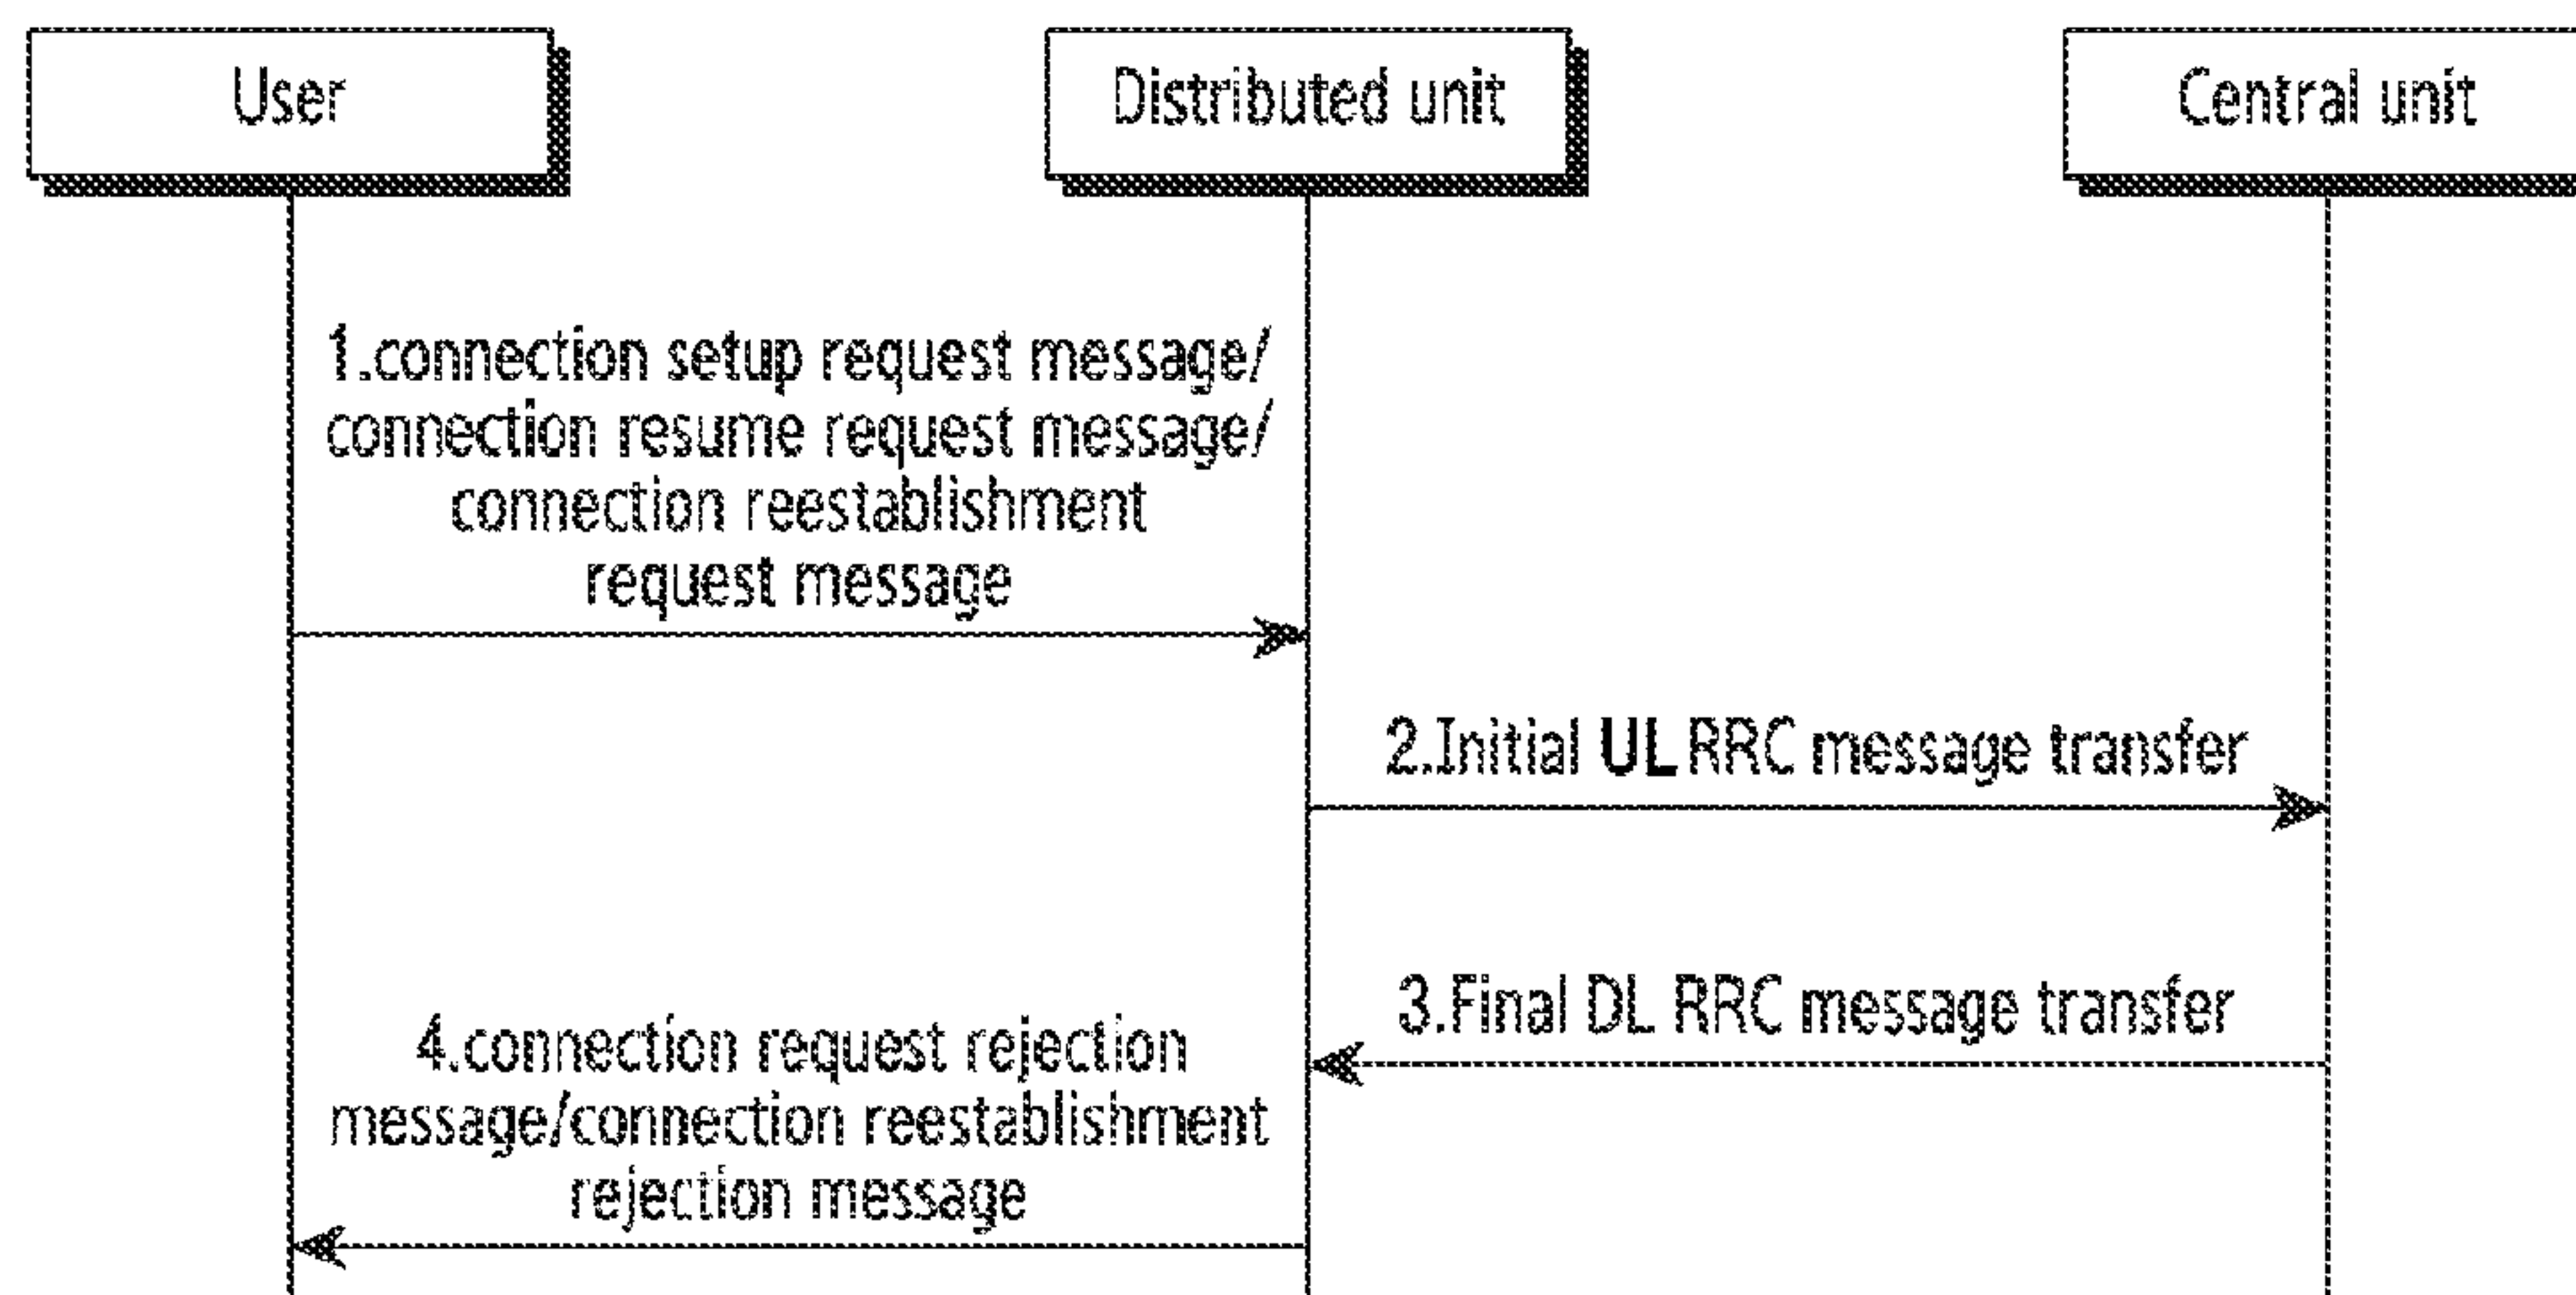 User
Distributed unit
Central unit
1.connection setup request message/
connection resume request message/
connection reestablishment
request message
2.Initial UL RRC message transfer
3.Final DL RRC message transfer
4.connection request rejection
message/connection reestablishment
rejection message